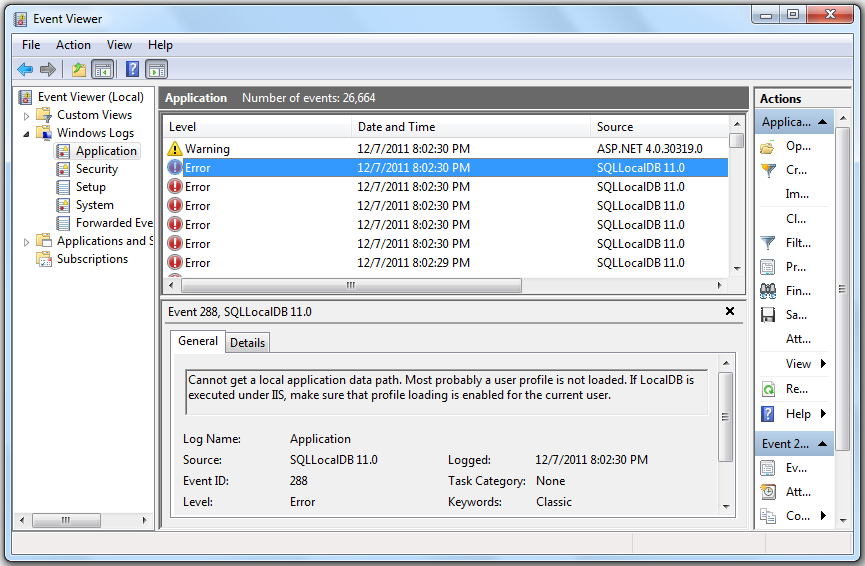 Event Viewer
File Action View Help
Event Viewer (Local)
Custom Views
Windows Logs
Application
Security
Setup
System
Forwarded Eve
Applications and S
Subscriptions
Application Number of events: 26,664
Level Date and Time Source
Warning 12/7/2011 8:02:30 PM ASP.NET 4.0.30319.0
Error 12/7/2011 8:02:30 PM SQLLocalDB 11.0
Error 12/7/2011 8:02:30 PM SQLLocalDB 11.0
Error 12/7/2011 8:02:30 PM SQLLocalDB 11.0
Error 12/7/2011 8:02:30 PM SQLLocalDB 11.0
Error 12/7/2011 8:02:30 PM SQLLocalDB 11.0
Error 12/7/2011 8:02:29 PM SQLLocalDB 11.0
Event 288, SQLLocalDB 11.0
General Details
Cannot get a local application data path. Most probably a user profile is not loaded. If LocalDB is
executed under IIS, make sure that profile loading is enabled for the current user.
Log Name: Application
Source: SQLLocalDB 11.0 Logged: 12/7/2011 8:02:30 PM
Event ID: 288 Task Category: None
Level: Error Keywords: Classic
Actions
Applica...
Op...
Cr...
Im...
Cl...
Filt...
Pr...
Fin...
Sa...
Att...
View
Re...
Help
Event 2...
Ev...
Att...
Co...